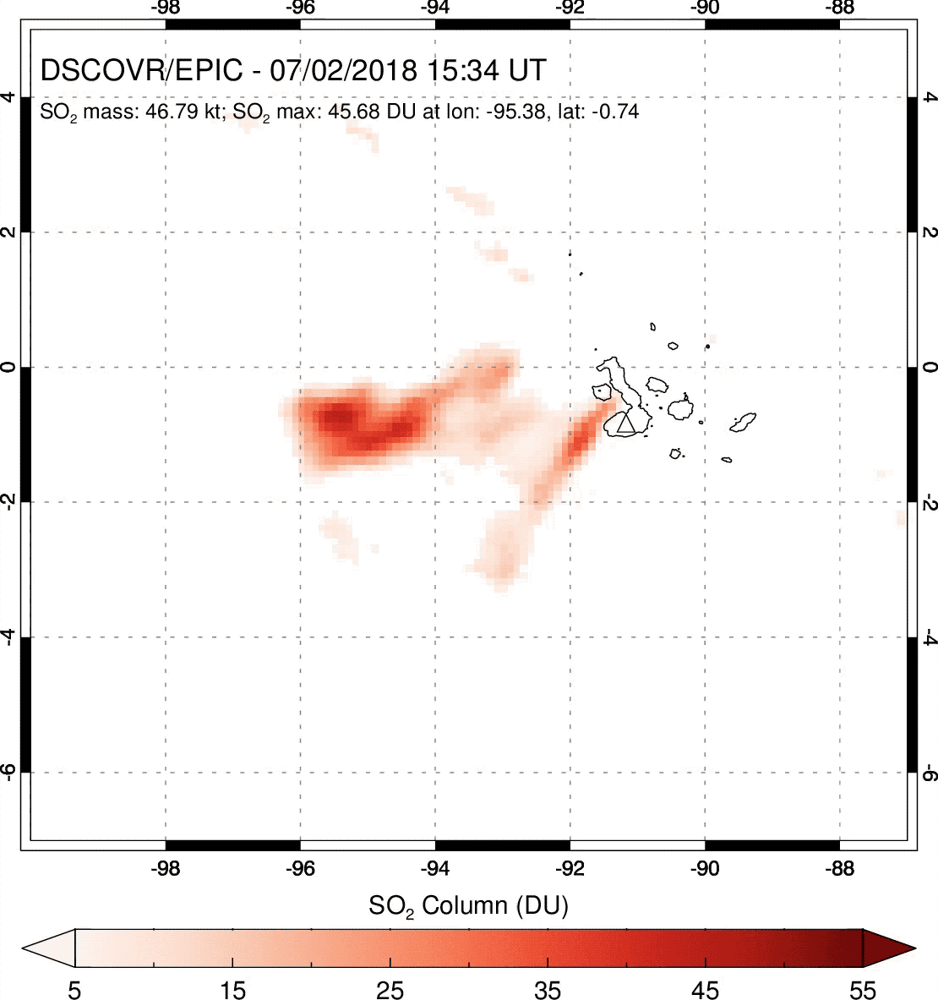 -98 -96 -94 -92 -90 -88
DSCOVR/EPIC - 07/02/2018 15:34 UT
4 4
SO2 mass: 46.79 kt; SO2 max: 45.68 DU at lon: -95.38, lat: -0.74
2 2
0 0
-2 -2
-4 -4
-6 -6
-98 -96 -94 -92 -90 -88
SO2 Column (DU)
5 15 25 35 45 55